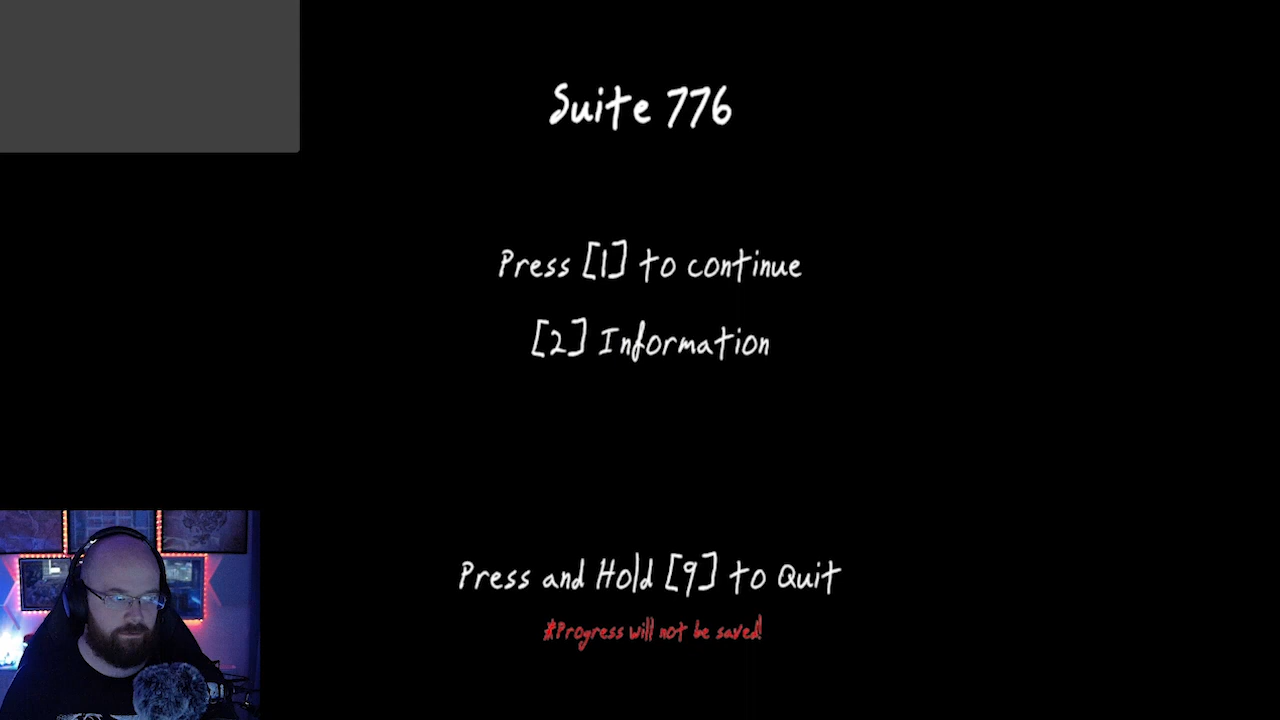 Suite 776
Press [1] to continue
[2] Information
Press and Hold [9] to Quit
*Progress will not be saved!